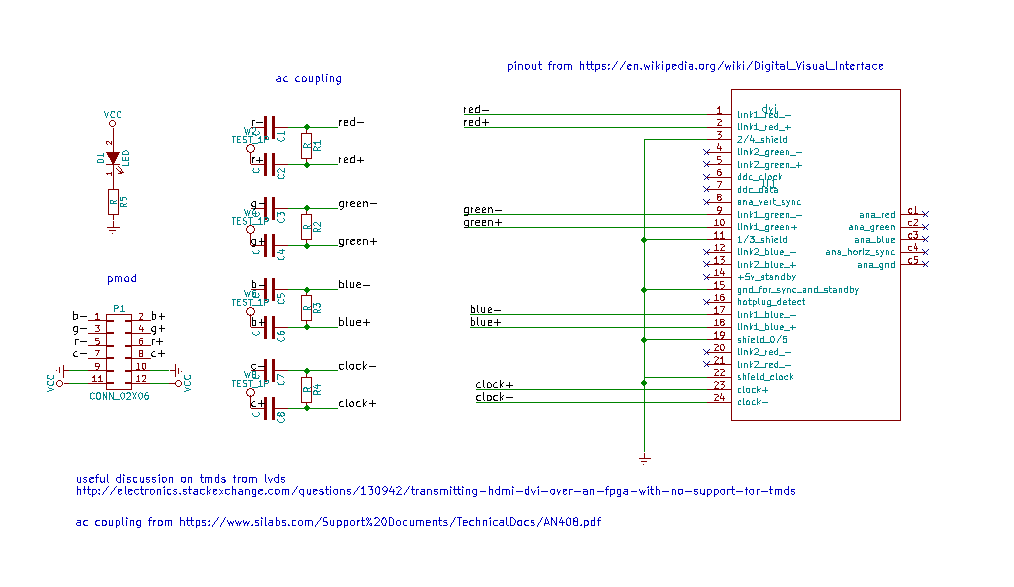 pinout from https://en.wikipedia.org/wiki/Digital_Visual_Interface
ac coupling
VCC
2
D1
LED
1
R
R5
r-
C
C1
red-
TEST_1P
R
R1
r+
C
C2
red+
g-
C
C3
green-
TEST_1P
R
R2
g+
C
C4
green+
b-
C
C5
blue-
TEST_1P
R
R3
b+
C
C6
blue+
c-
C
C7
clock-
TEST_1P
R
R4
c+
C
C8
clock+
pmod
P1
b- 1 2 b+
g- 3 4 g+
r- 5 6 r+
c- 7 8 c+
9 10
VCC 11 12 VCC
CONN_02X06
dvi
U1
red- 1 link1_red_-
red+ 2 link1_red_+
3 2/4_shield
4 link2_green_-
5 link2_green_+
6 ddc_clock
7 ddc_data
8 ana_vert_sync
green- 9 link1_green_-
green+ 10 link1_green+
11 1/3_shield
12 link2_blue_-
13 link2_blue_+
14 +5v_standby
15 gnd_for_sync_and_standby
16 hotplug_detect
blue- 17 link1_blue_-
blue+ 18 link1_blue_+
19 shield_0/5
20 link2_red_-
21 link2_red_-
22 shield_clock
clock+ 23 clock+
clock- 24 clock-
ana_red c1
ana_green c2
ana_blue c3
ana_horiz_sync c4
ana_gnd c5
useful discussion on tmds from lvds
http://electronics.stackexchange.com/questions/130942/transmitting-hdmi-dvi-over-an-fpga-with-no-support-for-tmds
ac coupling from https://www.silabs.com/Support%20Documents/TechnicalDocs/AN408.pdf